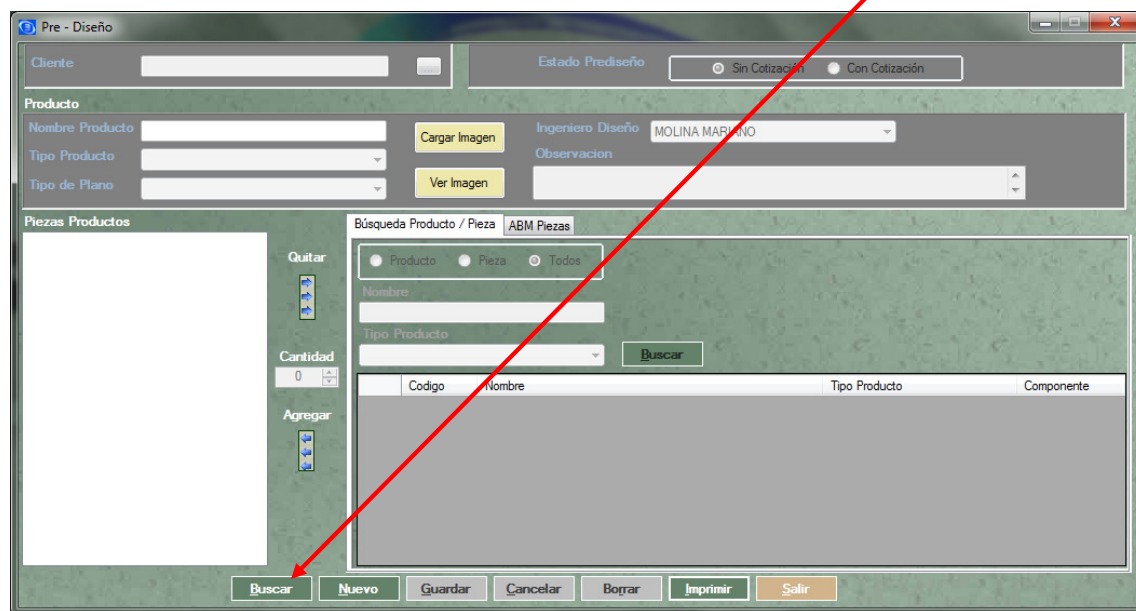 Pre - Diseño
Cliente
Estado Prediseño
Sin Cotización Con Cotización
Producto
Nombre Producto
Cargar Imagen
Ingeniero Diseño MOLINA MARIANO
Tipo Producto
Observacion
Tipo de Plano
Ver Imagen
Piezas Productos
Búsqueda Producto / Pieza ABM Piezas
Quitar
Producto Pieza Todos
Nombre
Tipo Producto
Cantidad
Buscar
0
Codigo Nombre Tipo Producto Componente
Agregar
Buscar Nuevo Guardar Cancelar Borrar Imprimir Salir